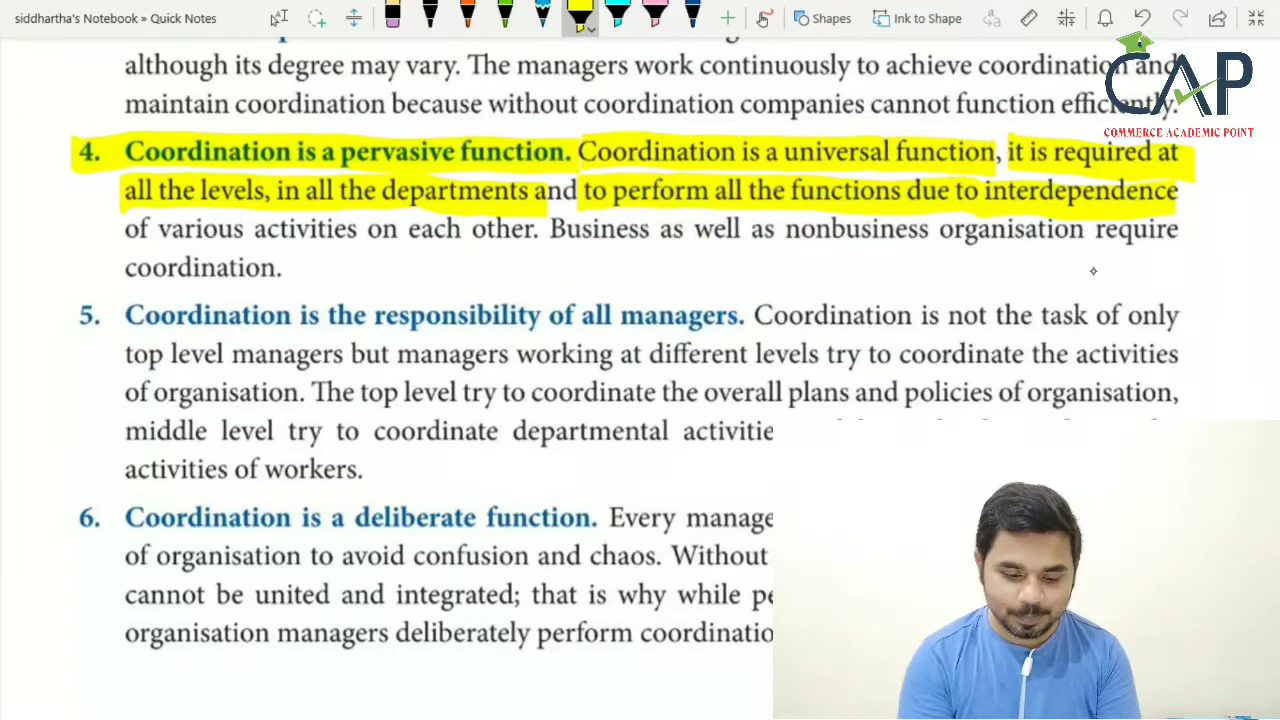 siddhartha's Notebook » Quick Notes
Shapes
Ink to Shape
although its degree may vary. The managers work continuously to achieve coordination and
maintain coordination because without coordination companies cannot function efficiently.
CAP
COMMERCE ACADEMIC POINT
4. Coordination is a pervasive function. Coordination is a universal function, it is required at
all the levels, in all the departments and to perform all the functions due to interdependence
of various activities on each other. Business as well as nonbusiness organisation require
coordination.
5. Coordination is the responsibility of all managers. Coordination is not the task of only
top level managers but managers working at different levels try to coordinate the activities
of organisation. The top level try to coordinate the overall plans and policies of organisation,
middle level try to coordinate departmental
activities of workers.
6. Coordination is a deliberate function. Every
of organisation to avoid confusion and chaos. Without
cannot be united and integrated; that is why while
organisation managers deliberately perform